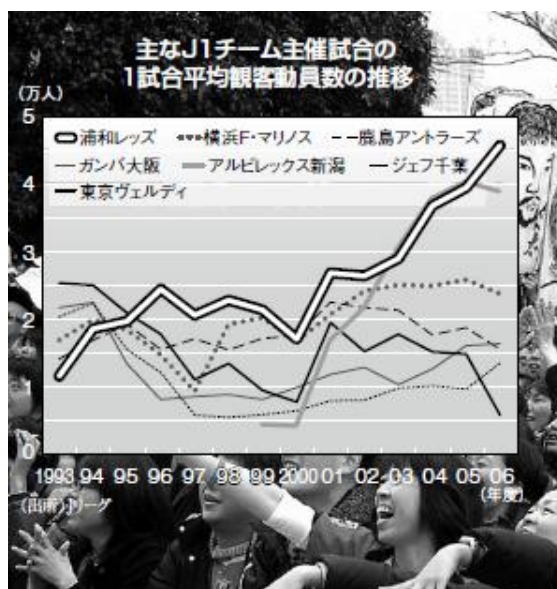 主なJ1チーム主催試合の
1試合平均観客動員数の推移
(万人)
5
浦和レッズ 横浜F・マリノス 鹿島アントラーズ
ガンバ大阪 アルビレックス新潟 ジェフ千葉
東京ヴェルディ
4
3
2
1
0
1993 94 95 96 97 98 99 2000 01 02 03 04 05 06
(年度)
(出所)Jリーグ